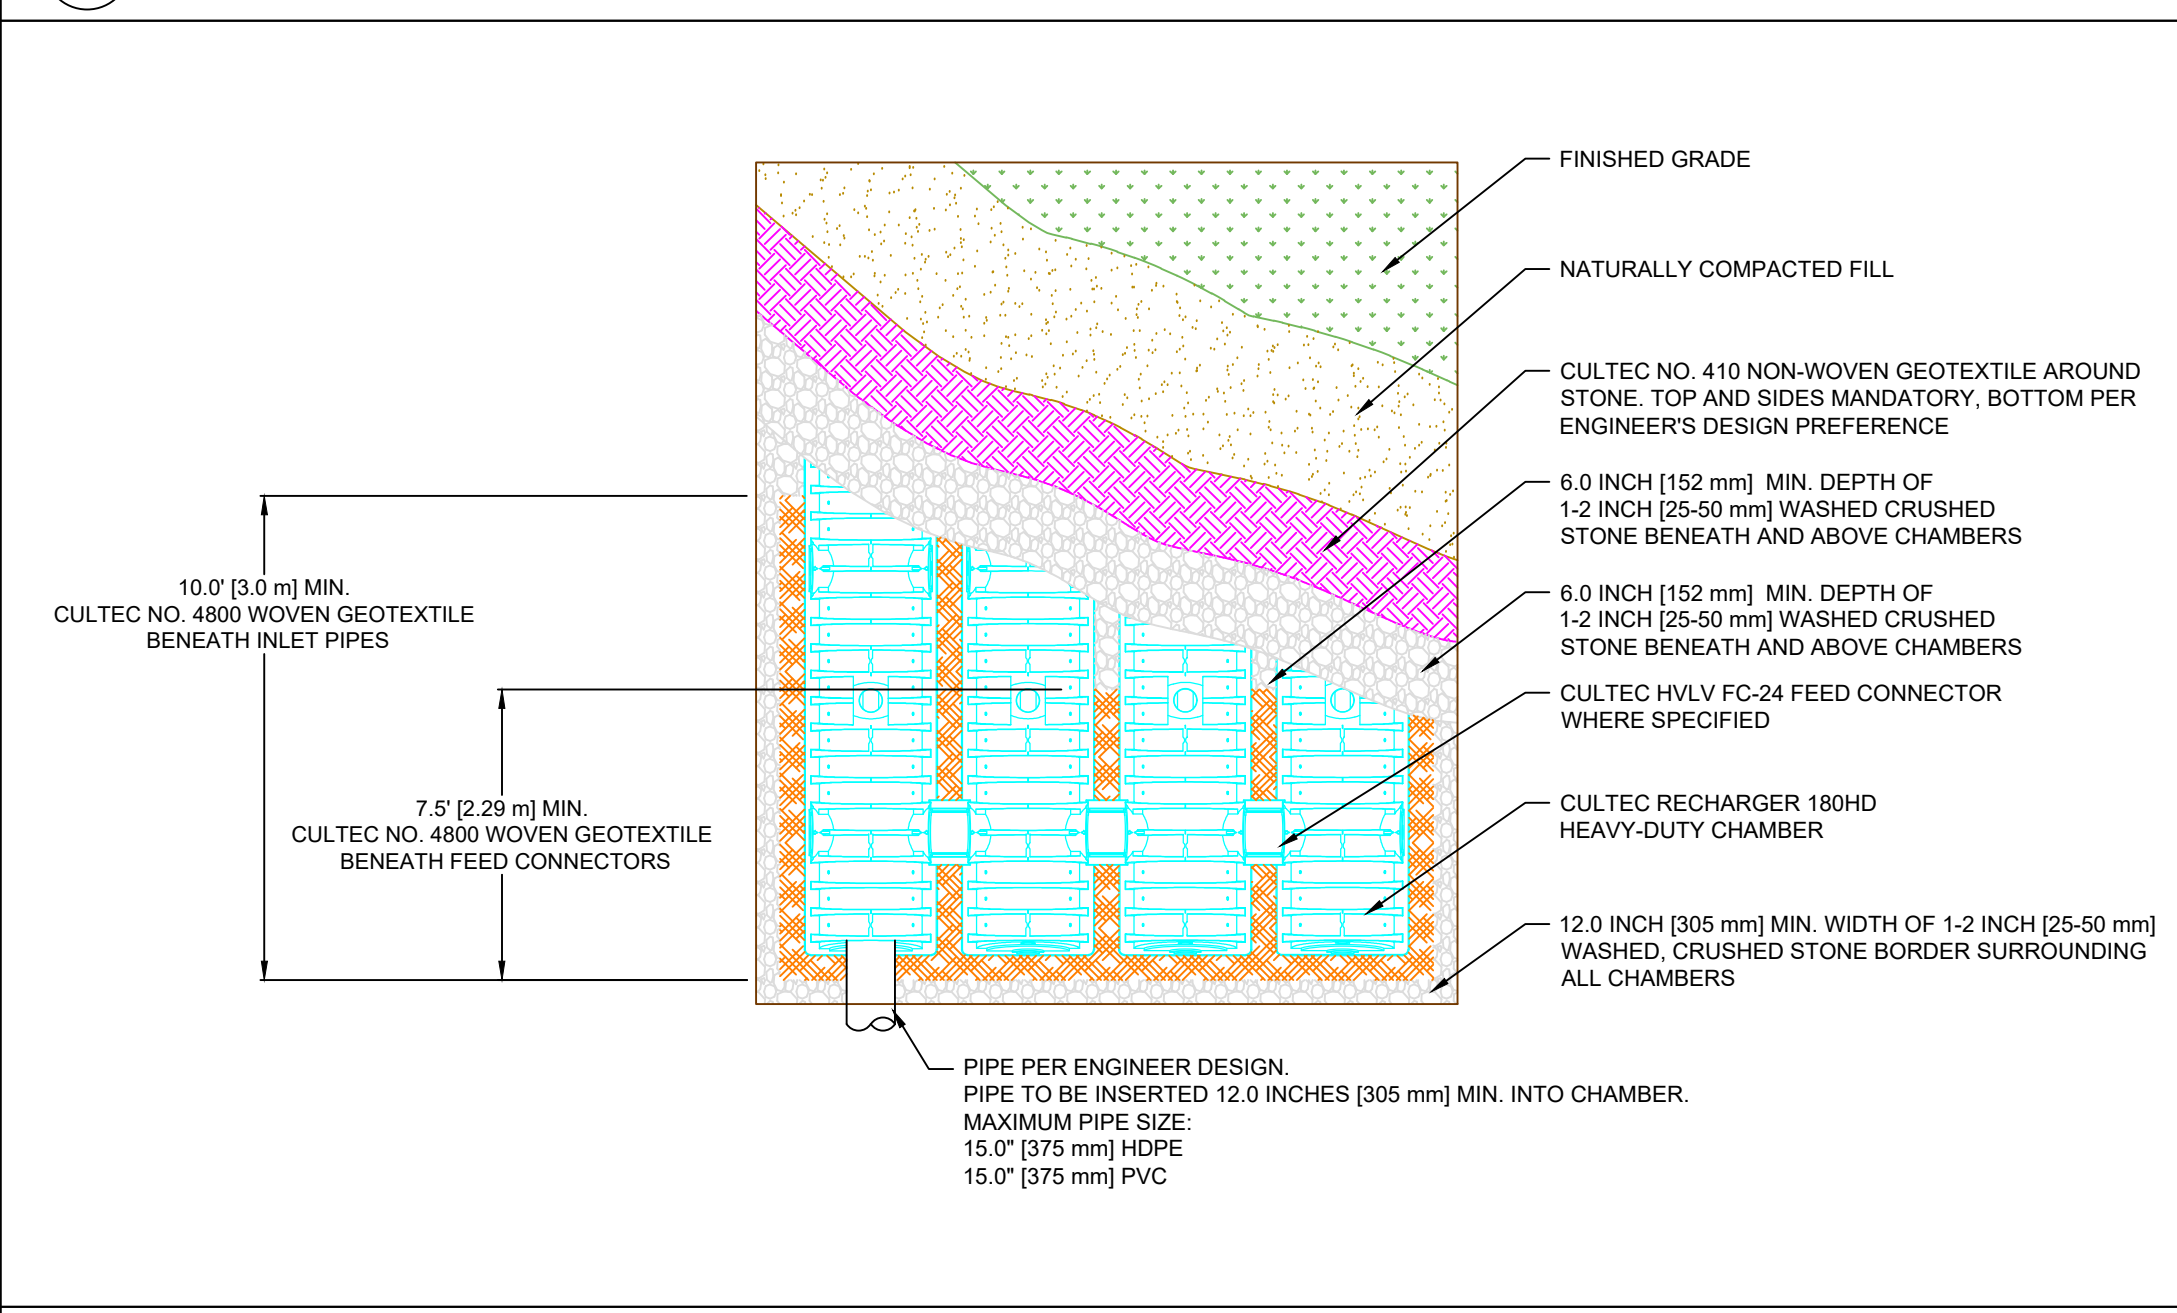 FINISHED GRADE
NATURALLY COMPACTED FILL
CULTEC NO. 410 NON-WOVEN GEOTEXTILE AROUND
STONE. TOP AND SIDES MANDATORY, BOTTOM PER
ENGINEER'S DESIGN PREFERENCE
6.0 INCH [152 mm] MIN. DEPTH OF
1-2 INCH [25-50 mm] WASHED CRUSHED
STONE BENEATH AND ABOVE CHAMBERS
6.0 INCH [152 mm] MIN. DEPTH OF
1-2 INCH [25-50 mm] WASHED CRUSHED
STONE BENEATH AND ABOVE CHAMBERS
CULTEC HVLV FC-24 FEED CONNECTOR
WHERE SPECIFIED
CULTEC RECHARGER 180HD
HEAVY-DUTY CHAMBER
12.0 INCH [305 mm] MIN. WIDTH OF 1-2 INCH [25-50 mm]
WASHED, CRUSHED STONE BORDER SURROUNDING
ALL CHAMBERS
10.0' [3.0 m] MIN.
CULTEC NO. 4800 WOVEN GEOTEXTILE
BENEATH INLET PIPES
7.5' [2.29 m] MIN.
CULTEC NO. 4800 WOVEN GEOTEXTILE
BENEATH FEED CONNECTORS
PIPE PER ENGINEER DESIGN.
PIPE TO BE INSERTED 12.0 INCHES [305 mm] MIN. INTO CHAMBER.
MAXIMUM PIPE SIZE:
15.0" [375 mm] HDPE
15.0" [375 mm] PVC